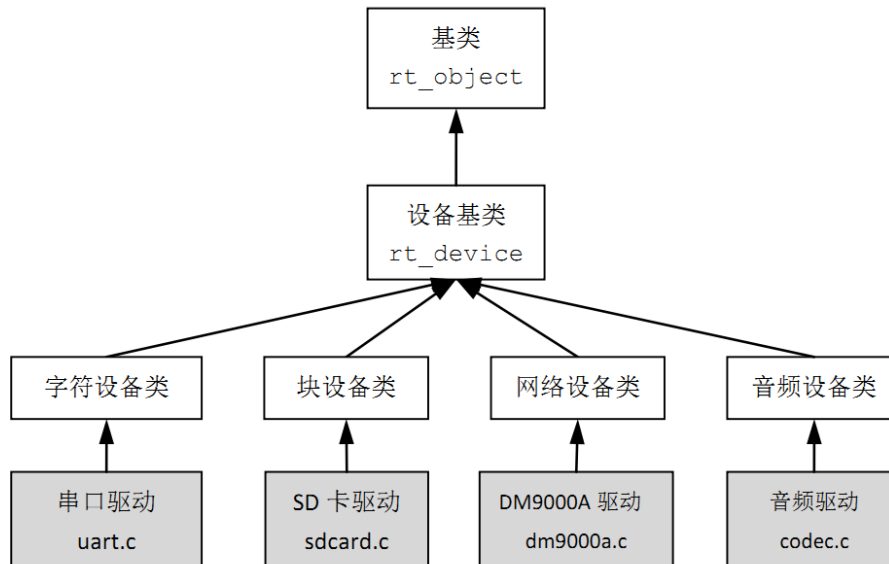 基类
rt_object
设备基类
rt_device
字符设备类
块设备类
网络设备类
音频设备类
串口驱动
uart.c
SD 卡驱动
sdcard.c
DM9000A 驱动
dm9000a.c
音频驱动
codec.c